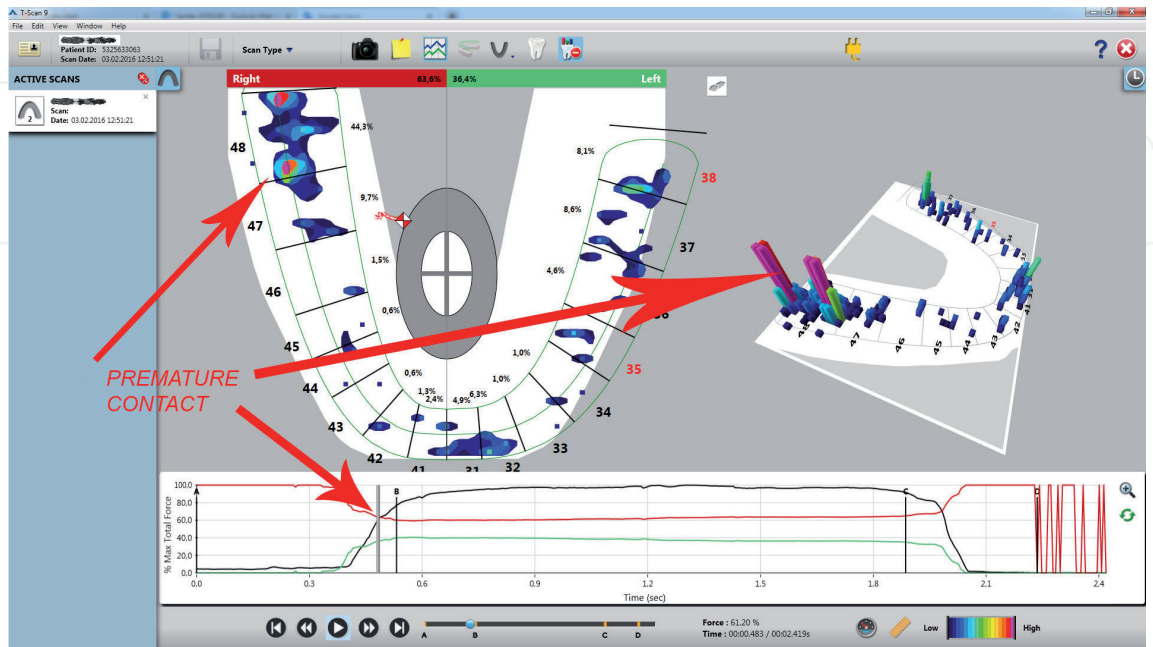 T-Scan 9
File Edit View Window Help
Patient ID: 5325633063
Scan Date: 03.02.2016 12:51:21
Scan Type
ACTIVE SCANS
2
Scan:
Date: 03.02.2016 12:51:21
Right 63,6% 36,4% Left
44,3%
48
8,1%
38
9,7%
8,6%
47
37
1,5%
4,6%
46
0,6%
45
1,0%
35
0,6%
1,0%
44
1,3%
2,4% 4,9% 6,3%
34
43
33
42
41 31 32
PREMATURE
CONTACT
37
36
35
34
33
31
41
42
43
44
45
46
47
48
% Max Total Force
100.0
80.0
60.0
40.0
20.0
0.0
A B C D
0.0 0.3 0.6 0.9 1.2 1.5 1.8 2.1 2.4
Time (sec)
A B C D
Force : 61.20 %
Time : 00:00.483 / 00:02.419s
Low High